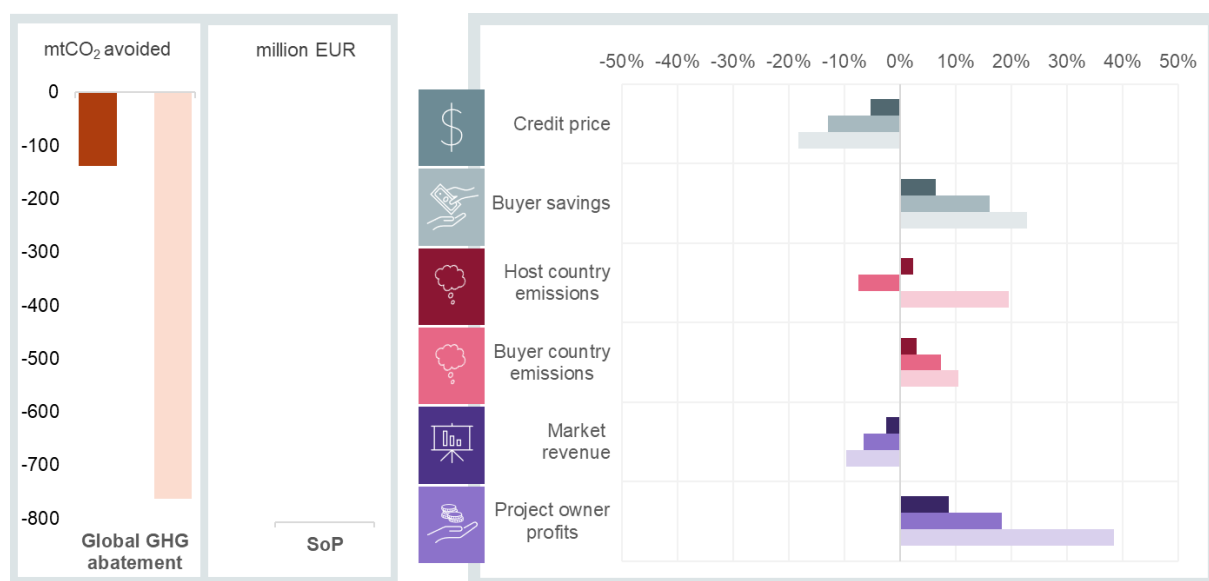 mtCO₂ avoided
0
-100
-200
-300
-400
-500
-600
-700
-800
Global GHG
abatement
million EUR
SoP
-50% -40% -30% -20% -10% 0% 10% 20% 30% 40% 50%
$
Credit price
Buyer savings
Host country
emissions
Buyer country
emissions
Market
revenue
Project owner
profits